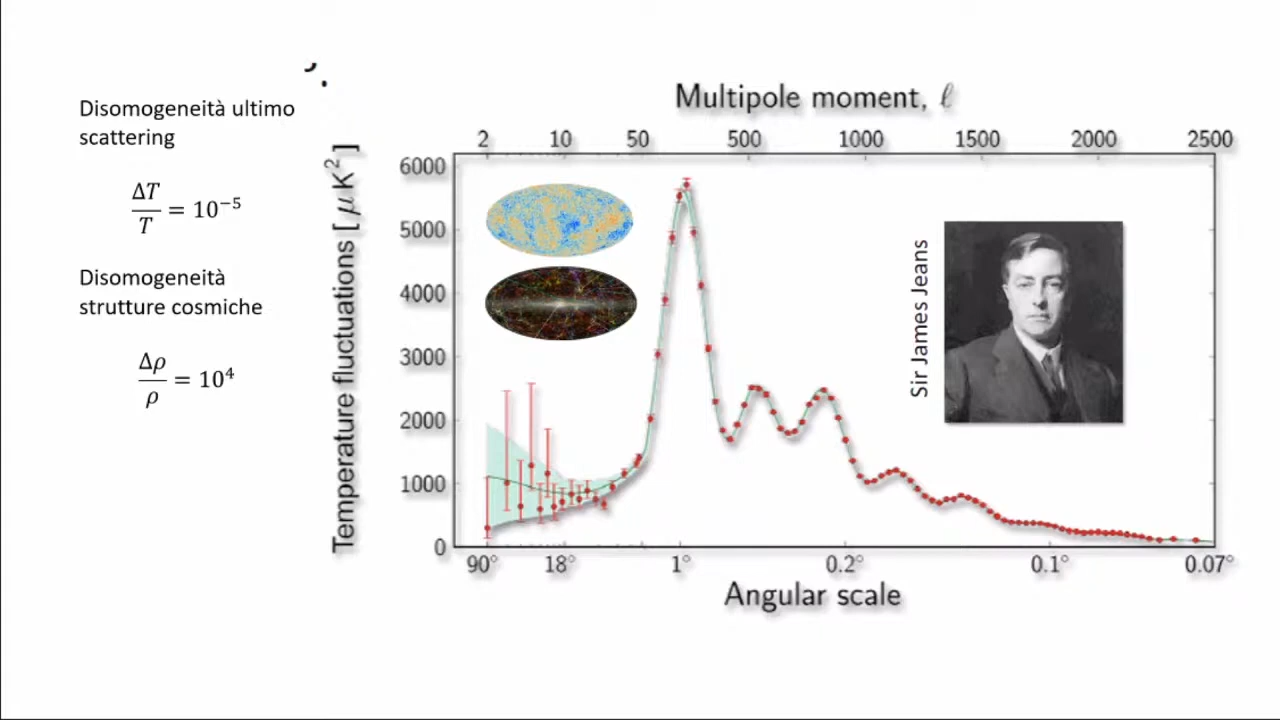 Disomogeneità ultimo
scattering
ΔT/T = 10⁻⁵
Disomogeneità
strutture cosmiche
Δρ/ρ = 10⁴
Multipole moment, ℓ
2 10 50 500 1000 1500 2000 2500
Temperature fluctuations [ μK² ]
6000
5000
4000
3000
2000
1000
0
Sir James Jeans
90° 18° 1° 0.2° 0.1° 0.07°
Angular scale